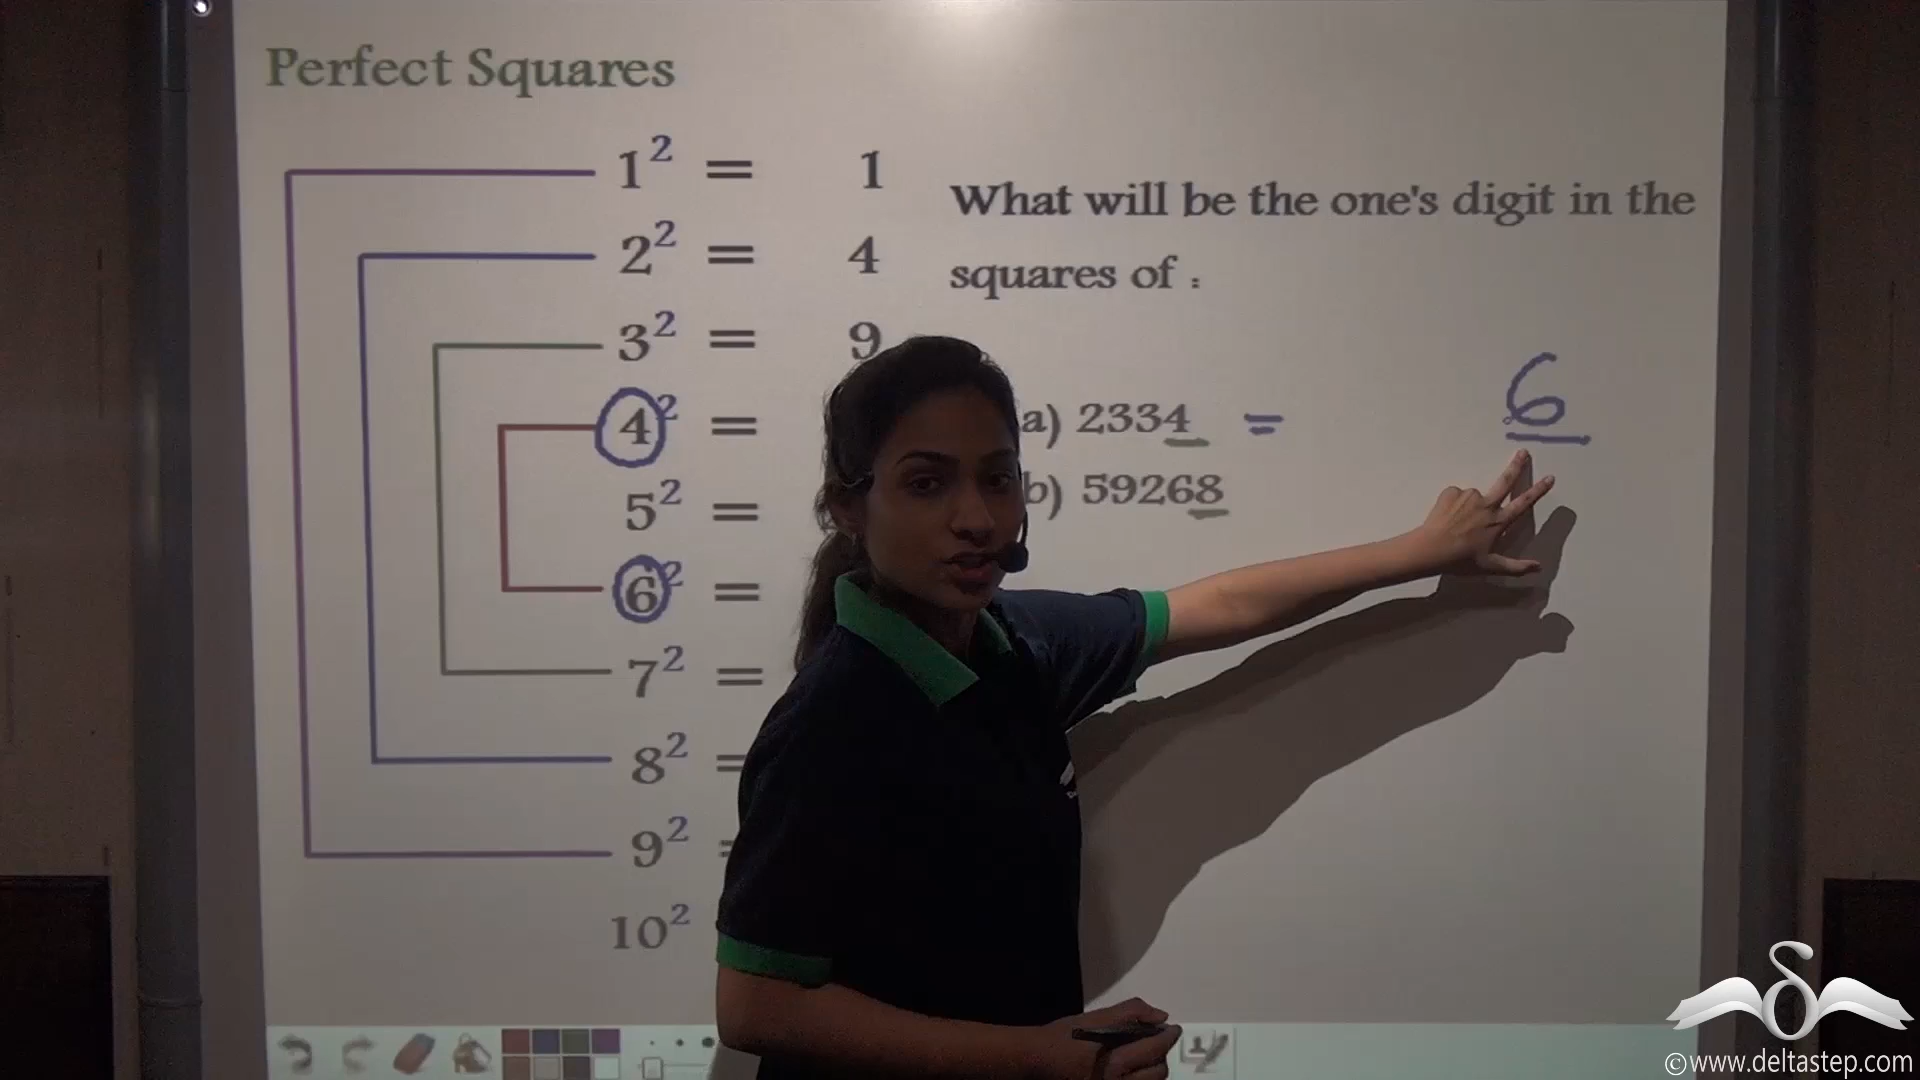 Perfect Squares
1² = 1
2² = 4
3² = 9
4² =
5² =
6² =
7² =
8² =
9² =
10²
What will be the one's digit in the
squares of :
a) 2334 = 6
b) 59268
©www.deltastep.com